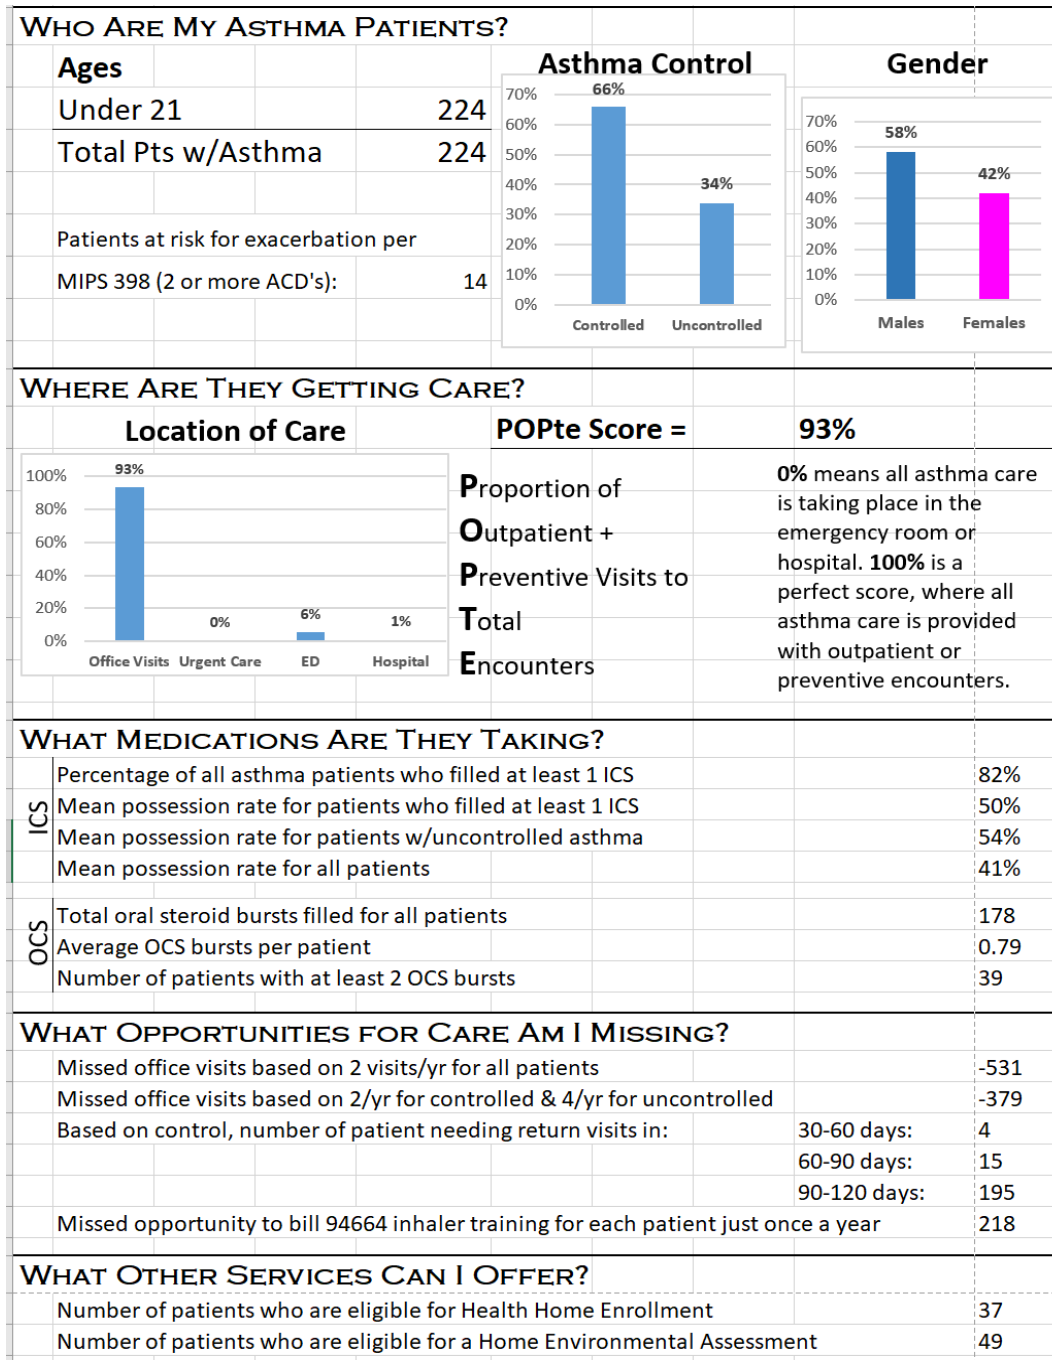 WHO ARE MY ASTHMA PATIENTS?
Ages
Under 21 224
Total Pts w/Asthma 224
Patients at risk for exacerbation per
MIPS 398 (2 or more ACD's): 14
Asthma Control
70%
60%
50%
40%
30%
20%
10%
0%
66%
34%
Controlled Uncontrolled
Gender
70%
60%
50%
40%
30%
20%
10%
0%
58%
42%
Males Females
WHERE ARE THEY GETTING CARE?
Location of Care
100%
80%
60%
40%
20%
0%
93%
0%
6%
1%
Office Visits Urgent Care ED Hospital
POPte Score = 93%
Proportion of
Outpatient +
Preventive Visits to
Total
Encounters
0% means all asthma care
is taking place in the
emergency room or
hospital. 100% is a
perfect score, where all
asthma care is provided
with outpatient or
preventive encounters.
WHAT MEDICATIONS ARE THEY TAKING?
ICS
Percentage of all asthma patients who filled at least 1 ICS 82%
Mean possession rate for patients who filled at least 1 ICS 50%
Mean possession rate for patients w/uncontrolled asthma 54%
Mean possession rate for all patients 41%
OCS
Total oral steroid bursts filled for all patients 178
Average OCS bursts per patient 0.79
Number of patients with at least 2 OCS bursts 39
WHAT OPPORTUNITIES FOR CARE AM I MISSING?
Missed office visits based on 2 visits/yr for all patients -531
Missed office visits based on 2/yr for controlled & 4/yr for uncontrolled -379
Based on control, number of patient needing return visits in: 30-60 days: 4
60-90 days: 15
90-120 days: 195
Missed opportunity to bill 94664 inhaler training for each patient just once a year 218
WHAT OTHER SERVICES CAN I OFFER?
Number of patients who are eligible for Health Home Enrollment 37
Number of patients who are eligible for a Home Environmental Assessment 49